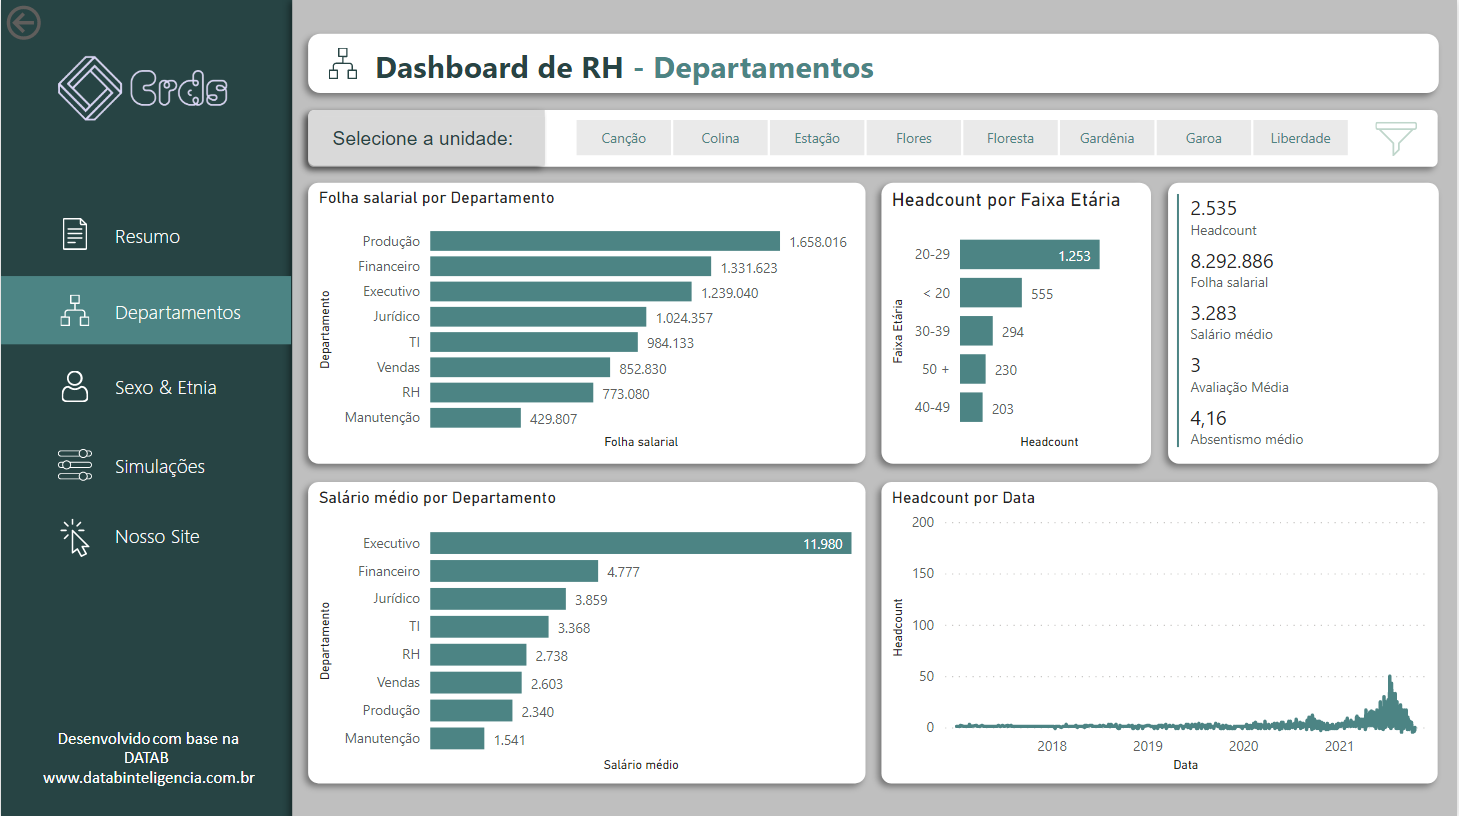 Crds
Resumo
Departamentos
Sexo & Etnia
Simulações
Nosso Site
Desenvolvido com base na
DATAB
www.databinteligencia.com.br
Dashboard de RH - Departamentos
Selecione a unidade:
Canção Colina Estação Flores Floresta Gardênia Garoa Liberdade
Folha salarial por Departamento
Departamento
Produção 1.658.016
Financeiro 1.331.623
Executivo 1.239.040
Jurídico 1.024.357
TI 984.133
Vendas 852.830
RH 773.080
Manutenção 429.807
Folha salarial
Headcount por Faixa Etária
Faixa Etária
20-29 1.253
< 20 555
30-39 294
50 + 230
40-49 203
Headcount
2.535
Headcount
8.292.886
Folha salarial
3.283
Salário médio
3
Avaliação Média
4,16
Absentismo médio
Salário médio por Departamento
Departamento
Executivo 11.980
Financeiro 4.777
Jurídico 3.859
TI 3.368
RH 2.738
Vendas 2.603
Produção 2.340
Manutenção 1.541
Salário médio
Headcount por Data
Headcount
200
150
100
50
0
2018 2019 2020 2021
Data